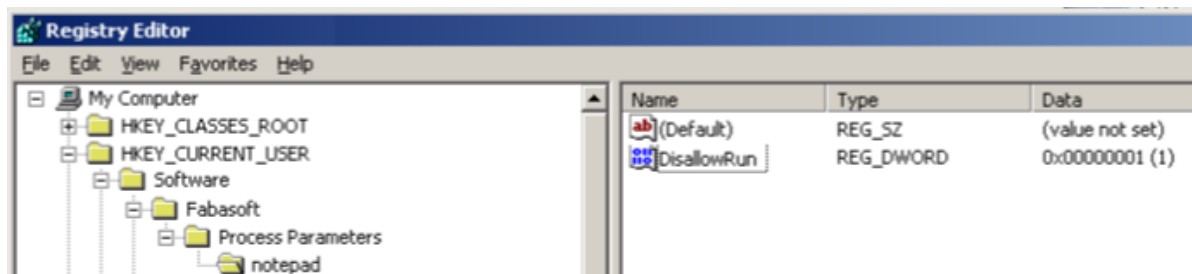 Registry Editor
File Edit View Favorites Help
My Computer
HKEY_CLASSES_ROOT
HKEY_CURRENT_USER
Software
Fabasoft
Process Parameters
notepad
Name Type Data
(Default) REG_SZ (value not set)
DisallowRun REG_DWORD 0x00000001 (1)